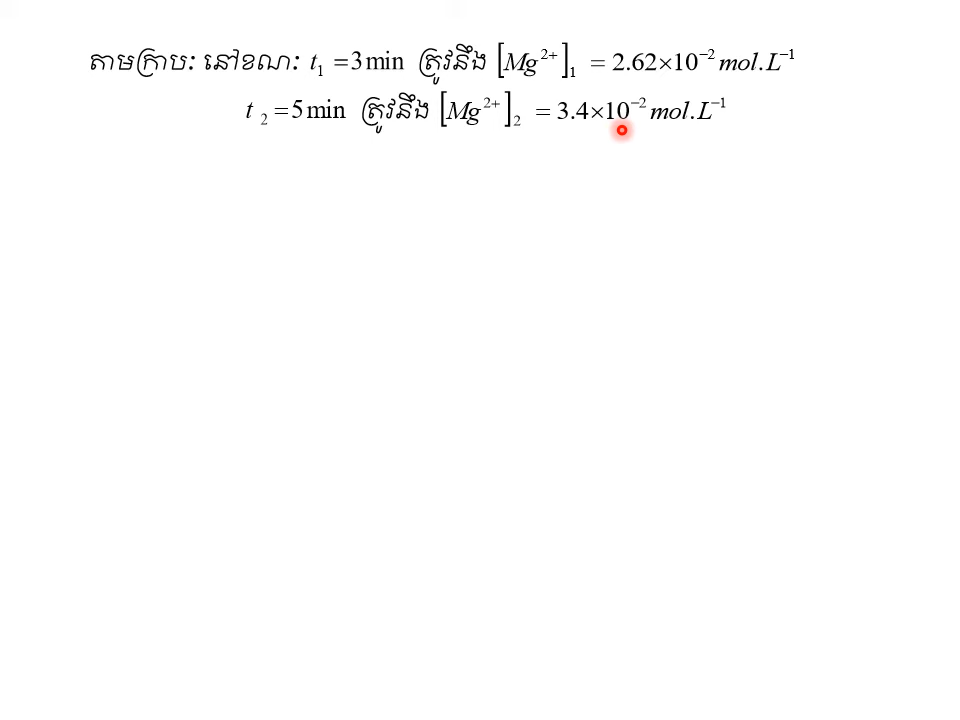 តាមក្រាបៈ នៅខណៈ t₁ = 3 min ត្រូវនឹង [Mg²⁺]₁ = 2.62×10⁻² mol.L⁻¹
t₂ = 5 min ត្រូវនឹង [Mg²⁺]₂ = 3.4×10⁻² mol.L⁻¹